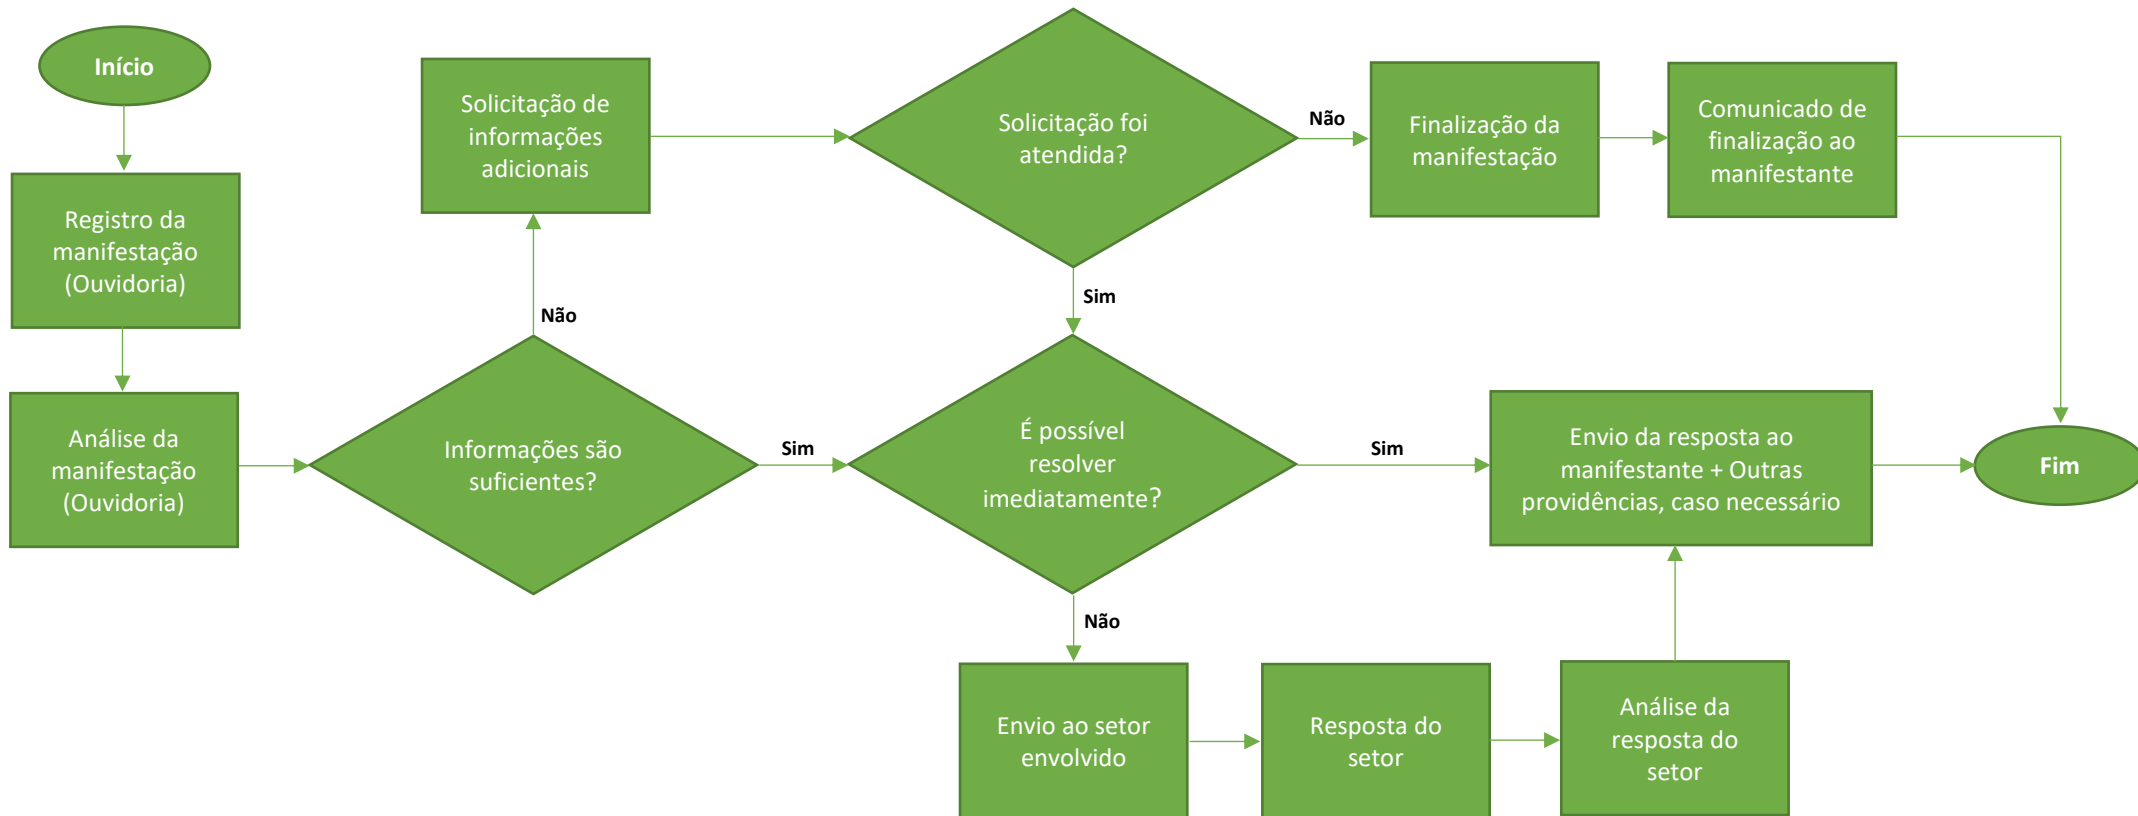 Início
Registro da
manifestação
(Ouvidoria)
Análise da
manifestação
(Ouvidoria)
Informações são
suficientes?
Não
Sim
Solicitação de
informações
adicionais
Solicitação foi
atendida?
Não
Sim
Finalização da
manifestação
Comunicado de
finalização ao
manifestante
É possível
resolver
imediatamente?
Sim
Não
Envio da resposta ao
manifestante + Outras
providências, caso necessário
Fim
Envio ao setor
envolvido
Resposta do
setor
Análise da
resposta do
setor